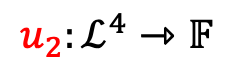 u₂:ℒ⁴ → 𝔽